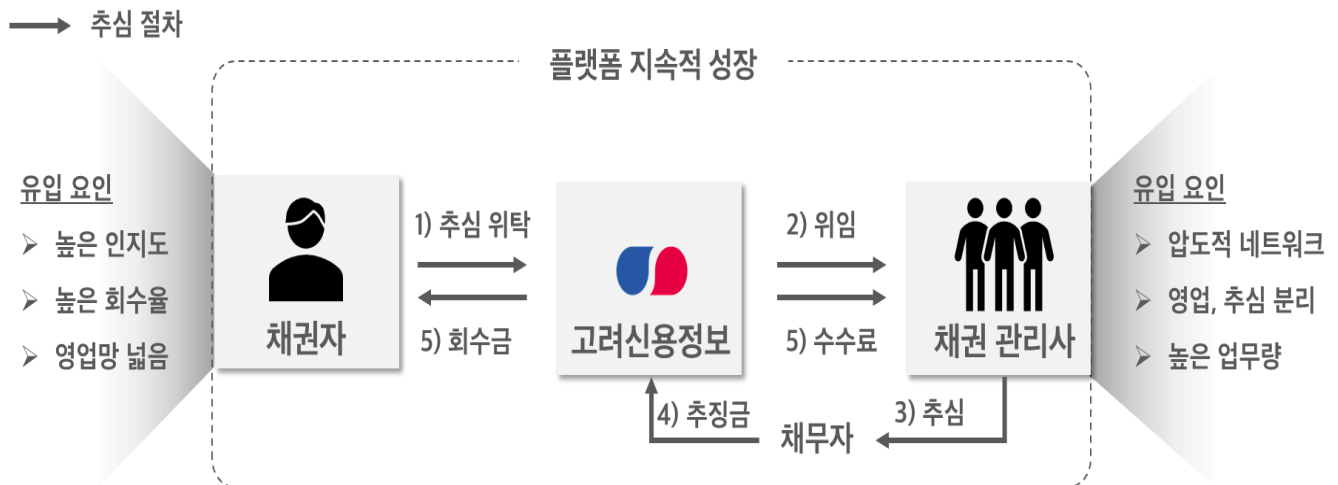 추심 절차
플랫폼 지속적 성장
유입 요인
높은 인지도
높은 회수율
영업망 넓음
채권자
1) 추심 위탁
5) 회수금
고려신용정보
2) 위임
5) 수수료
채권 관리사
4) 추징금
채무자
3) 추심
유입 요인
압도적 네트워크
영업, 추심 분리
높은 업무량